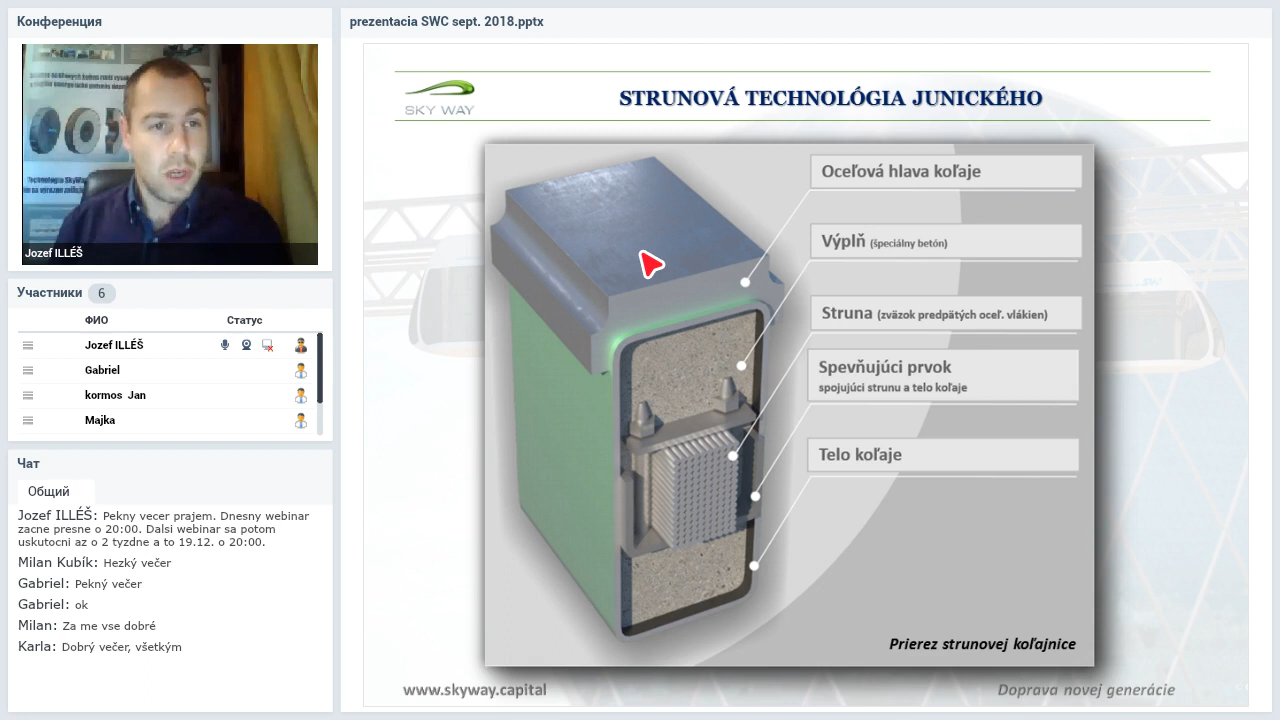 Конференция
Jozef ILLÉŠ
Участники 6
ФИО Статус
Jozef ILLÉŠ
Gabriel
kormos Jan
Majka
Чат
Общий
Jozef ILLÉŠ: Pekny vecer prajem. Dnesny webinar
zacne presne o 20:00. Dalsi webinar sa potom
uskutocni az o 2 tyzdne a to 19.12. o 20:00.
Milan Kubík: Hezký večer
Gabriel: Pekný večer
Gabriel: ok
Milan: Za me vse dobré
Karla: Dobrý večer, všetkým
prezentacia SWC sept. 2018.pptx
SKY WAY
STRUNOVÁ TECHNOLÓGIA JUNICKÉHO
Oceľová hlava koľaje
Výplň (špeciálny betón)
Struna (zväzok predpätých oceľ. vlákien)
Spevňujúci prvok
spojujúci strunu a telo koľaje
Telo koľaje
Prierez strunovej koľajnice
www.skyway.capital
Doprava novej generácie